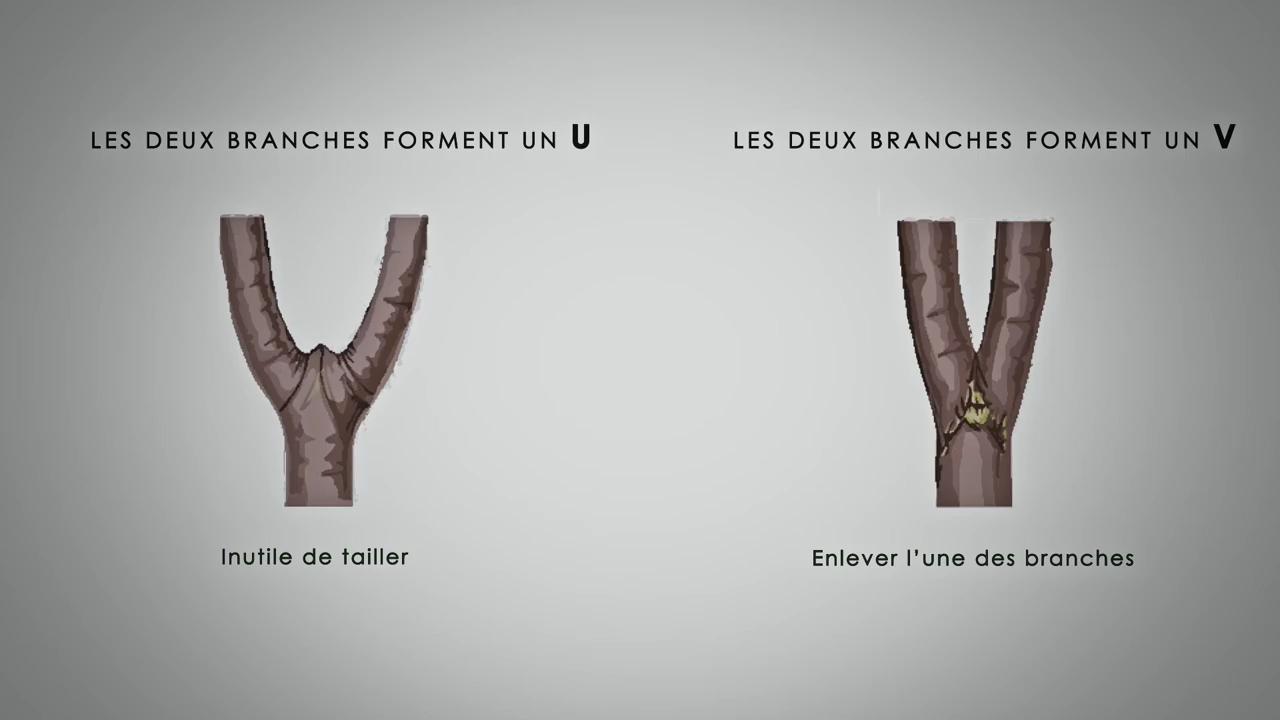 LES DEUX BRANCHES FORMENT UN U
LES DEUX BRANCHES FORMENT UN V
Inutile de tailler
Enlever l’une des branches